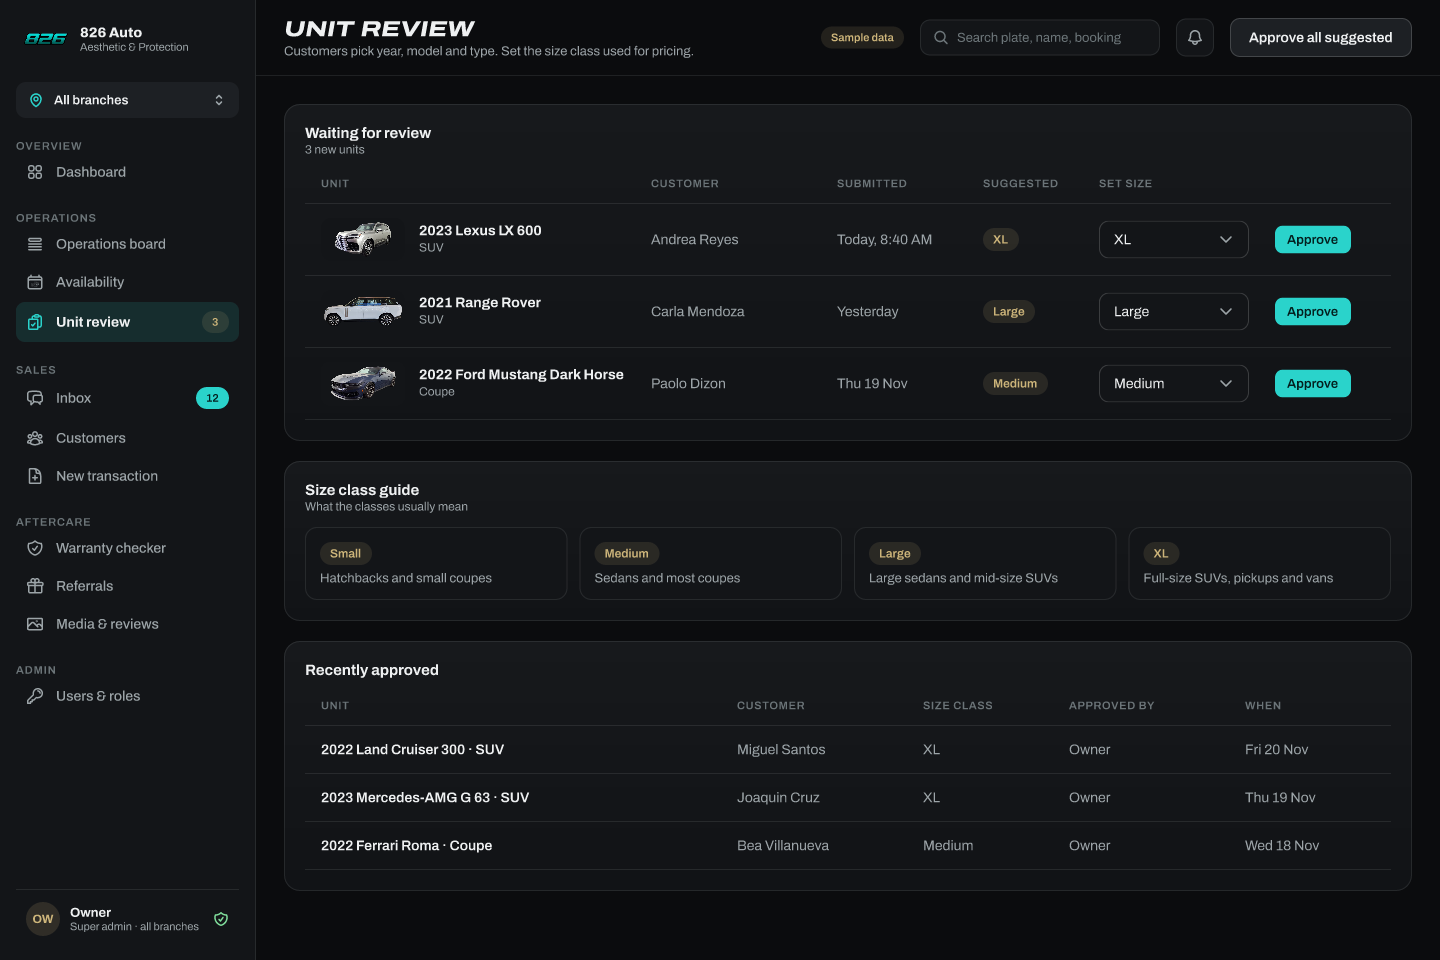 826
826 Auto
Aesthetic & Protection
All branches
OVERVIEW
Dashboard
OPERATIONS
Operations board
Availability
Unit review
3
SALES
Inbox
12
Customers
New transaction
AFTERCARE
Warranty checker
Referrals
Media & reviews
ADMIN
Users & roles
OW
Owner
Super admin · all branches
UNIT REVIEW
Customers pick year, model and type. Set the size class used for pricing.
Sample data
Search plate, name, booking
Approve all suggested
Waiting for review
3 new units
UNIT CUSTOMER SUBMITTED SUGGESTED SET SIZE
2023 Lexus LX 600
SUV
Andrea Reyes Today, 8:40 AM XL XL Approve
2021 Range Rover
SUV
Carla Mendoza Yesterday Large Large Approve
2022 Ford Mustang Dark Horse
Coupe
Paolo Dizon Thu 19 Nov Medium Medium Approve
Size class guide
What the classes usually mean
Small
Hatchbacks and small coupes
Medium
Sedans and most coupes
Large
Large sedans and mid-size SUVs
XL
Full-size SUVs, pickups and vans
Recently approved
UNIT CUSTOMER SIZE CLASS APPROVED BY WHEN
2022 Land Cruiser 300 · SUV Miguel Santos XL Owner Fri 20 Nov
2023 Mercedes-AMG G 63 · SUV Joaquin Cruz XL Owner Thu 19 Nov
2022 Ferrari Roma · Coupe Bea Villanueva Medium Owner Wed 18 Nov